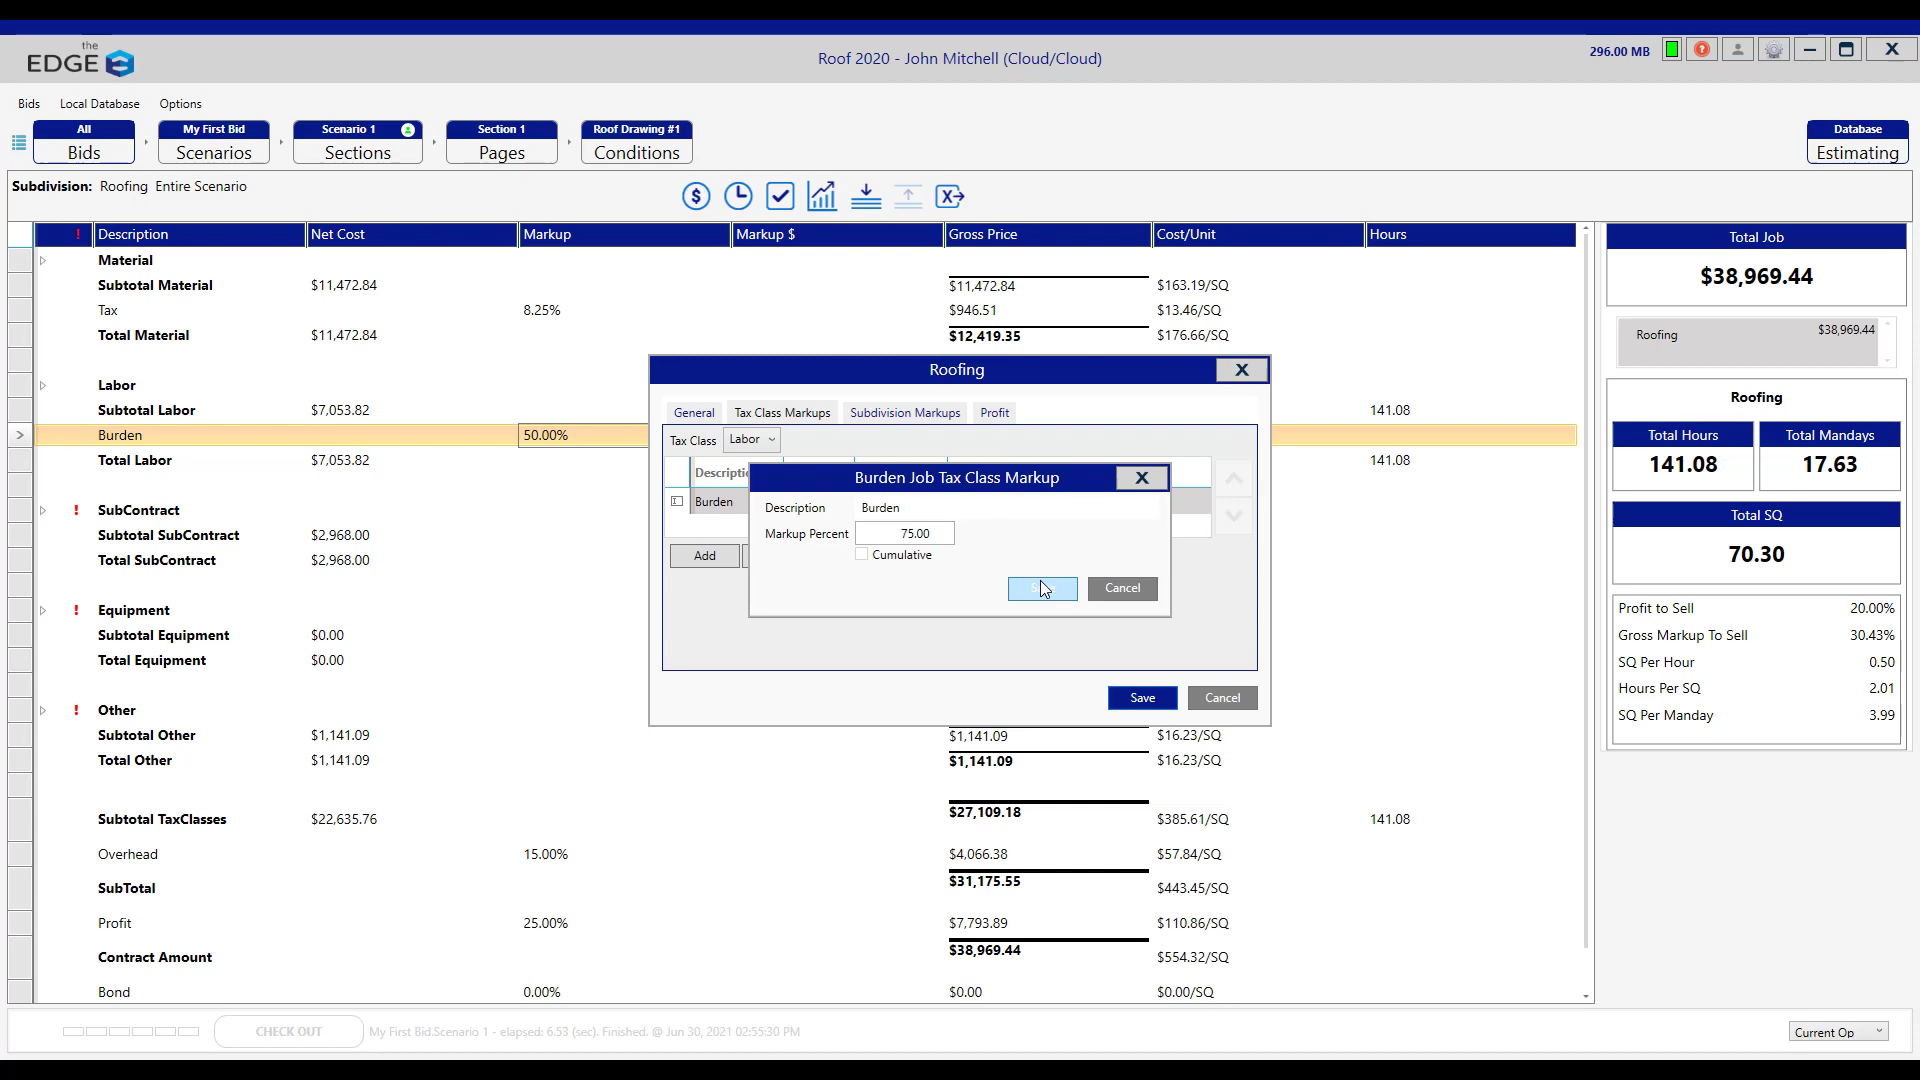 the
EDGE
Roof 2020 - John Mitchell (Cloud/Cloud)
296.00 MB
?
X
Bids Local Database Options
All
Bids
My First Bid
Scenarios
Scenario 1
Sections
Section 1
Pages
Roof Drawing #1
Conditions
Database
Estimating
Subdivision: Roofing Entire Scenario
! Description Net Cost Markup Markup $ Gross Price Cost/Unit Hours
Material
Subtotal Material $11,472.84 $11,472.84 $163.19/SQ
Tax 8.25% $946.51 $13.46/SQ
Total Material $11,472.84 $12,419.35 $176.66/SQ
Labor
Subtotal Labor $7,053.82 141.08
> Burden 50.00%
Total Labor $7,053.82 141.08
! SubContract
Subtotal SubContract $2,968.00
Total SubContract $2,968.00
! Equipment
Subtotal Equipment $0.00
Total Equipment $0.00
! Other
Subtotal Other $1,141.09 $1,141.09 $16.23/SQ
Total Other $1,141.09 $1,141.09 $16.23/SQ
Subtotal TaxClasses $22,635.76 $27,109.18 $385.61/SQ 141.08
Overhead 15.00% $4,066.38 $57.84/SQ
SubTotal $31,175.55 $443.45/SQ
Profit 25.00% $7,793.89 $110.86/SQ
Contract Amount $38,969.44 $554.32/SQ
Bond 0.00% $0.00 $0.00/SQ
Roofing X
General Tax Class Markups Subdivision Markups Profit
Tax Class Labor
Burden
Add
Save Cancel
Burden Job Tax Class Markup X
Description Burden
Markup Percent 75.00
Cumulative
Cancel
Total Job
$38,969.44
Roofing $38,969.44
Roofing
Total Hours
141.08
Total Mandays
17.63
Total SQ
70.30
Profit to Sell 20.00%
Gross Markup To Sell 30.43%
SQ Per Hour 0.50
Hours Per SQ 2.01
SQ Per Manday 3.99
CHECK OUT
My First Bid.Scenario 1 - elapsed: 6.53 (sec). Finished. @ Jun 30, 2021 02:55:30 PM
Current Op